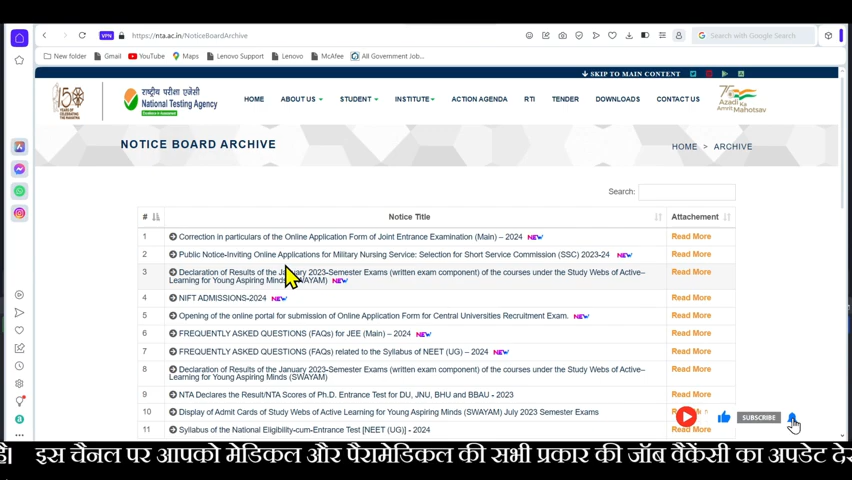 VPN
https://nta.ac.in/NoticeBoardArchive
Search with Google
New folder
Gmail
YouTube
Maps
Lenovo Support
Lenovo
McAfee
All Government Job...
SKIP TO MAIN CONTENT
राष्ट्रीय परीक्षा एजेंसी
National Testing Agency
Excellence in Assessment
HOME
ABOUT US
STUDENT
INSTITUTE
ACTION AGENDA
RTI
TENDER
DOWNLOADS
CONTACT US
Azadi Ka
Amrit Mahotsav
NOTICE BOARD ARCHIVE
HOME > ARCHIVE
Search:
# Notice Title Attachement
1 Correction in particulars of the Online Application Form of Joint Entrance Examination (Main) – 2024 NEW Read More
2 Public Notice-Inviting Online Applications for Military Nursing Service: Selection for Short Service Commission (SSC) 2023-24 NEW Read More
3 Declaration of Results of the January 2023-Semester Exams (written exam component) of the courses under the Study Webs of Active– Read More
Learning for Young Aspiring Minds (SWAYAM) NEW
4 NIFT ADMISSIONS-2024 NEW Read More
5 Opening of the online portal for submission of Online Application Form for Central Universities Recruitment Exam. NEW Read More
6 FREQUENTLY ASKED QUESTIONS (FAQs) for JEE (Main) – 2024 NEW Read More
7 FREQUENTLY ASKED QUESTIONS (FAQs) related to the Syllabus of NEET (UG) – 2024 NEW Read More
8 Declaration of Results of the January 2023-Semester Exams (written exam component) of the courses under the Study Webs of Active– Read More
Learning for Young Aspiring Minds (SWAYAM)
9 NTA Declares the Result/NTA Scores of Ph.D. Entrance Test for DU, JNU, BHU and BBAU - 2023 Read More
10 Display of Admit Cards of Study Webs of Active Learning for Young Aspiring Minds (SWAYAM) July 2023 Semester Exams
11 Syllabus of the National Eligibility-cum-Entrance Test [NEET (UG)] - 2024 Read More
SUBSCRIBE
है। इस चैनल पर आपको मेडिकल और पैरामेडिकल की सभी प्रकार की जॉब वैकेंसी का अपडेट